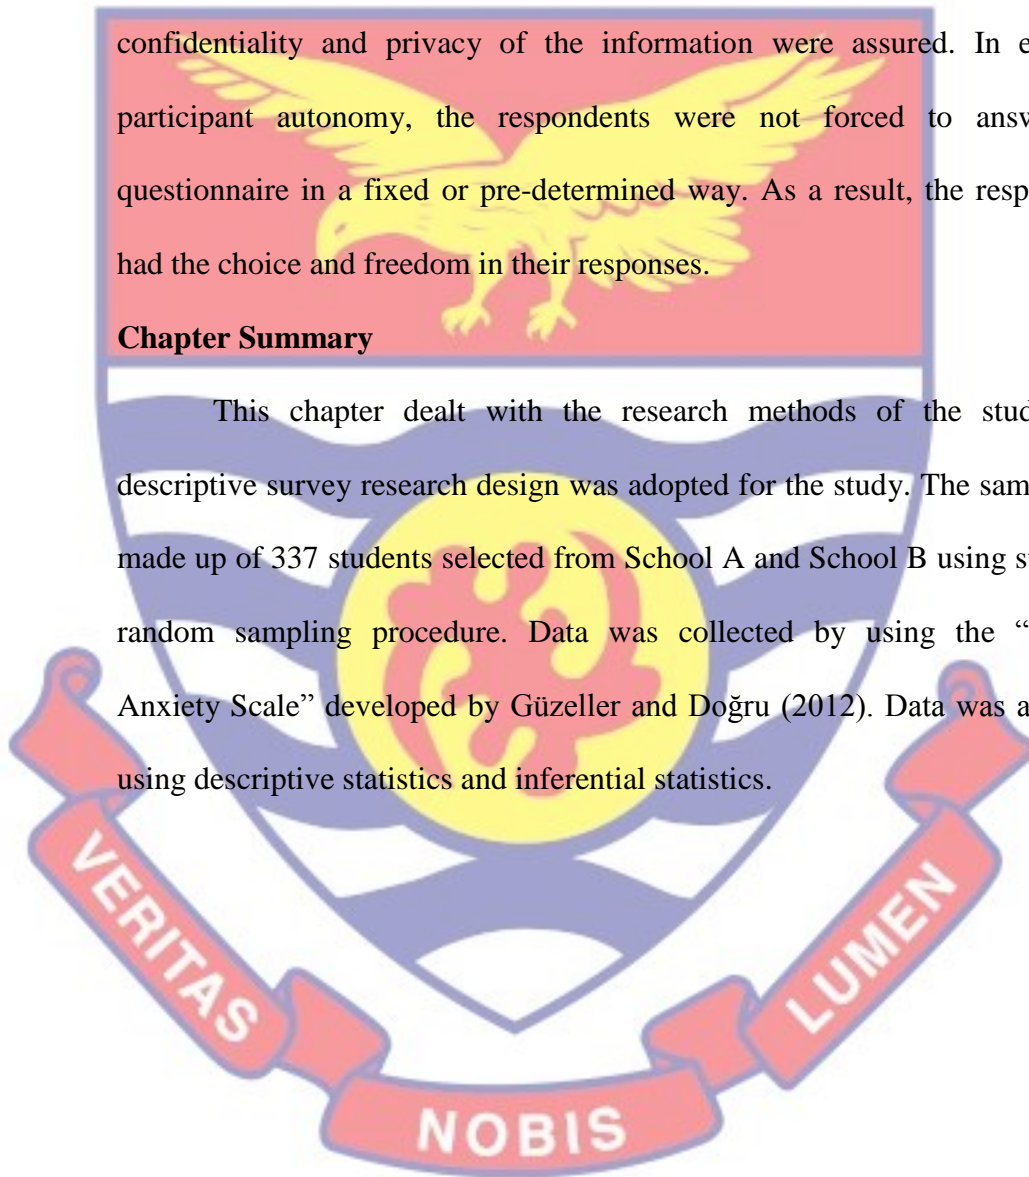 confidentiality and privacy of the information were assured. In e
participant autonomy, the respondents were not forced to answ
questionnaire in a fixed or pre-determined way. As a result, the resp
had the choice and freedom in their responses.
Chapter Summary
This chapter dealt with the research methods of the stud
descriptive survey research design was adopted for the study. The sam
made up of 337 students selected from School A and School B using s
random sampling procedure. Data was collected by using the “
Anxiety Scale” developed by Güzeller and Doğru (2012). Data was a
using descriptive statistics and inferential statistics.
VERITAS
NOBIS
LUMEN